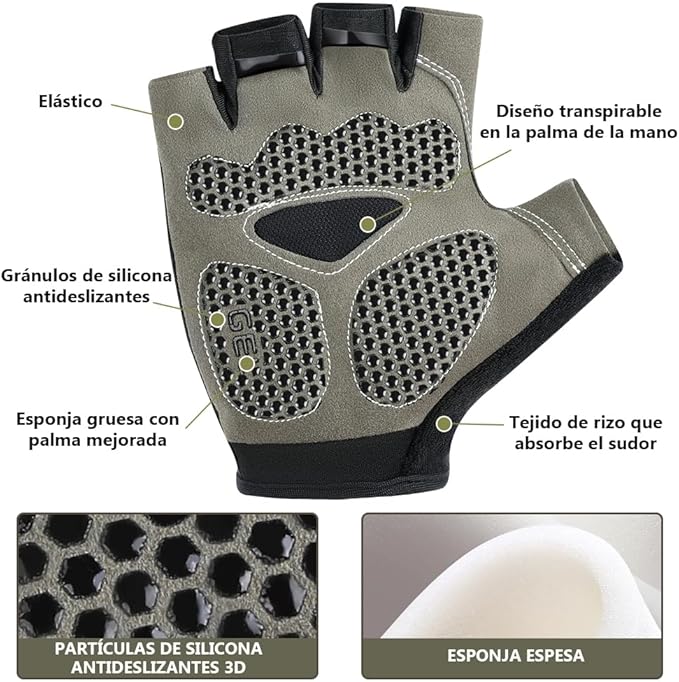 Elástico
Diseño transpirable
en la palma de la mano
Gránulos de silicona
antideslizantes
GE
Esponja gruesa con
palma mejorada
Tejido de rizo que
absorbe el sudor
PARTÍCULAS DE SILICONA
ANTIDESLIZANTES 3D
ESPONJA ESPESA